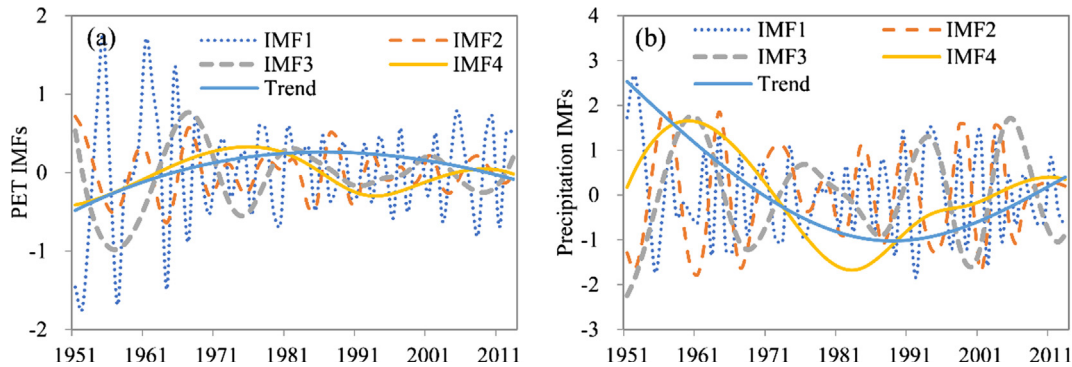 (a)
IMF1 IMF2
IMF3 IMF4
Trend
PET IMFs
2
1
0
-1
-2
1951 1961 1971 1981 1991 2001 2011
(b)
IMF1 IMF2
IMF3 IMF4
Trend
Precipitation IMFs
4
3
2
1
0
-1
-2
-3
1951 1961 1971 1981 1991 2001 2011